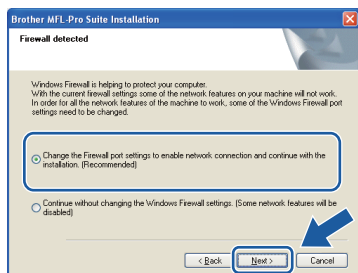 Brother MFL-Pro Suite Installation
Firewall detected
Windows Firewall is helping to protect your computer.
With the current firewall settings some of the network features on your machine will not work.
In order for all the network features of the machine to work, some of the Windows Firewall port
settings need to be changed.
Change the Firewall port settings to enable network connection and continue with the
installation. (Recommended)
Continue without changing the Windows Firewall settings. (Some network features will be
disabled)
< Back
Next >
Cancel